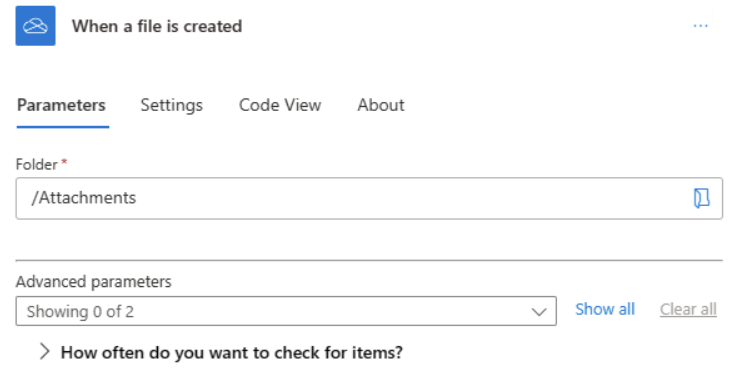 When a file is created
...
Parameters Settings Code View About
Folder *
/Attachments
Advanced parameters
Showing 0 of 2 Show all Clear all
How often do you want to check for items?